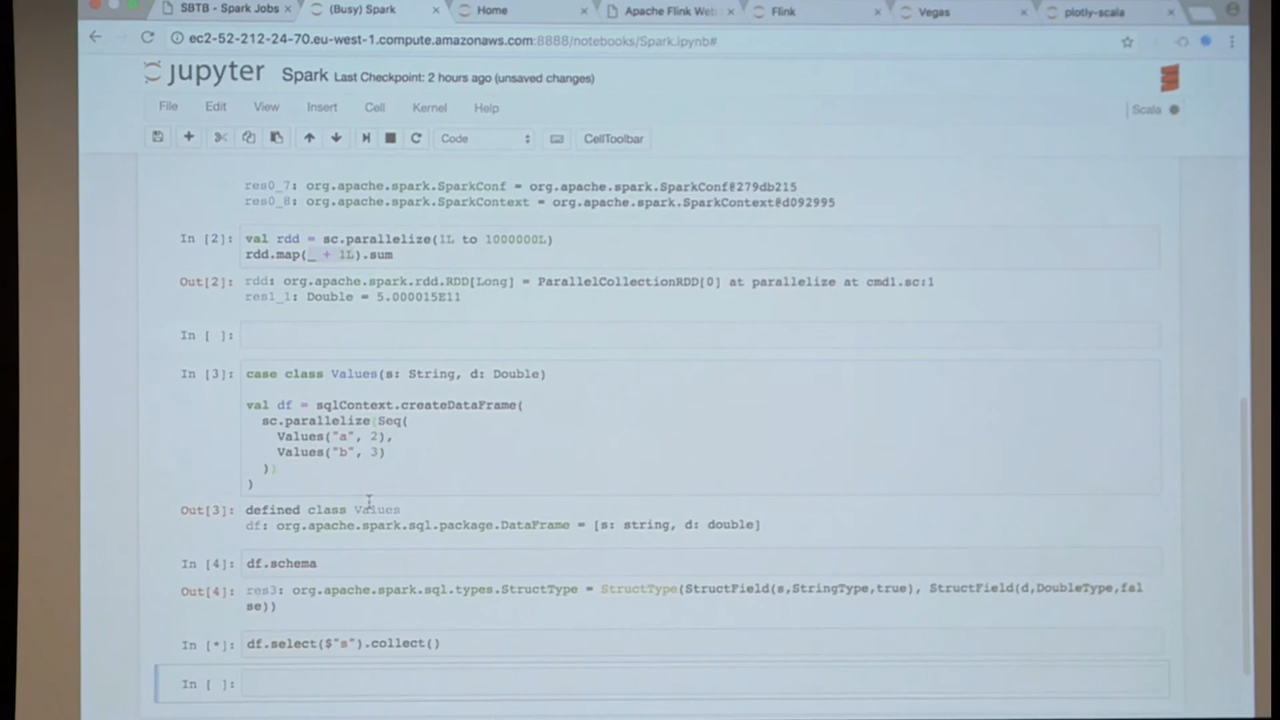 SBTB - Spark Jobs
(Busy) Spark
Home
Apache Flink Web
Flink
Vegas
plotly-scala
ec2-52-212-24-70.eu-west-1.compute.amazonaws.com:8888/notebooks/Spark.ipynb#
jupyter Spark Last Checkpoint: 2 hours ago (unsaved changes)
File Edit View Insert Cell Kernel Help
Scala
Code CellToolbar
res0_7: org.apache.spark.SparkConf = org.apache.spark.SparkConf@279db215
res0_8: org.apache.spark.SparkContext = org.apache.spark.SparkContext@d092995
In [2]: val rdd = sc.parallelize(1L to 1000000L)
rdd.map(_ + 1L).sum
Out[2]: rdd: org.apache.spark.rdd.RDD[Long] = ParallelCollectionRDD[0] at parallelize at cmd1.sc:1
res1_1: Double = 5.000015E11
In [ ]:
In [3]: case class Values(s: String, d: Double)
val df = sqlContext.createDataFrame(
sc.parallelize(Seq(
Values("a", 2),
Values("b", 3)
))
)
Out[3]: defined class Values
df: org.apache.spark.sql.package.DataFrame = [s: string, d: double]
In [4]: df.schema
Out[4]: res3: org.apache.spark.sql.types.StructType = StructType(StructField(s,StringType,true), StructField(d,DoubleType,fal
se))
In [*]: df.select($"s").collect()
In [ ]: